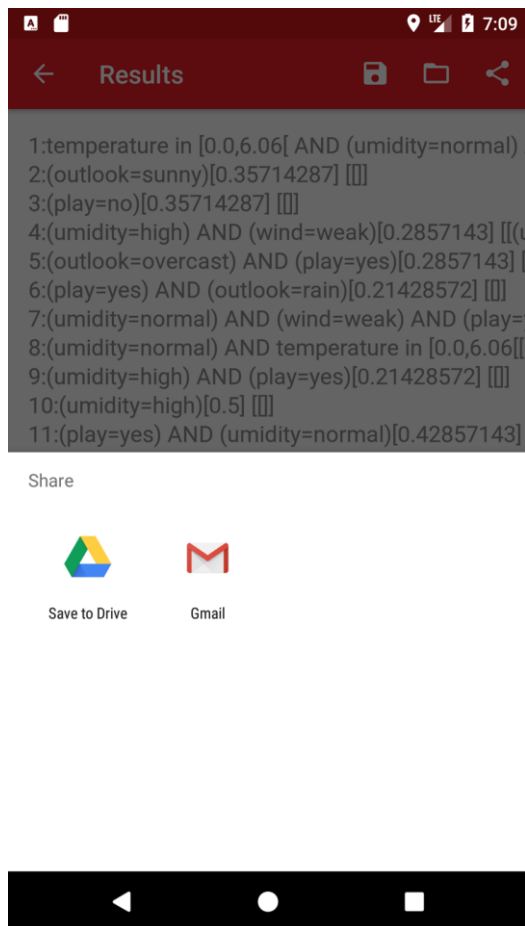 LTE 7:09
Results
1:temperature in [0.0,6.06[ AND (umidity=normal)
2:(outlook=sunny)[0.35714287] [[]]
3:(play=no)[0.35714287] [[]]
4:(umidity=high) AND (wind=weak)[0.2857143] [[(u
5:(outlook=overcast) AND (play=yes)[0.2857143] [
6:(play=yes) AND (outlook=rain)[0.21428572] [[]]
7:(umidity=normal) AND (wind=weak) AND (play=
8:(umidity=normal) AND temperature in [0.0,6.06[[
9:(umidity=high) AND (play=yes)[0.21428572] [[]]
10:(umidity=high)[0.5] [[]]
11:(play=yes) AND (umidity=normal)[0.42857143]
Share
Save to Drive Gmail